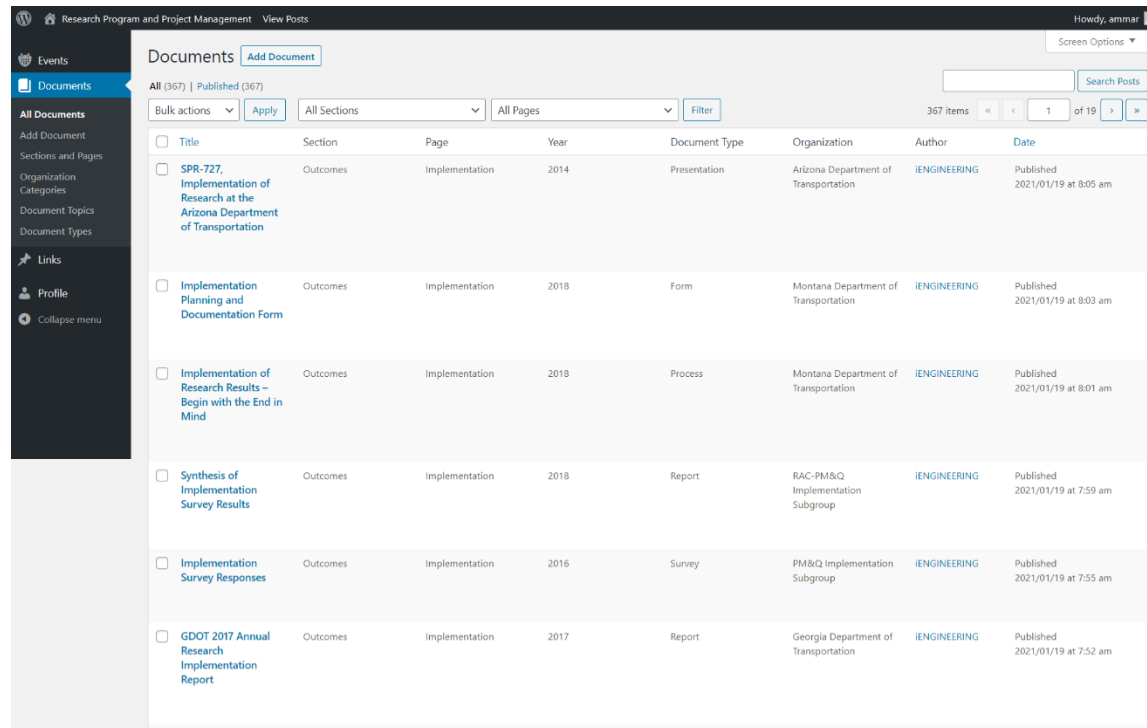 Research Program and Project Management View Posts Howdy, ammar
Screen Options ▼
Events
Documents
All Documents
Add Document
Sections and Pages
Organization
Categories
Document Topics
Document Types
Links
Profile
Collapse menu
Documents Add Document
All (367) | Published (367)
Search Posts
Bulk actions Apply All Sections All Pages Filter 367 items « ‹ 1 of 19 › »
Title Section Page Year Document Type Organization Author Date
SPR-727,
Implementation of
Research at the
Arizona Department
of Transportation
Outcomes
Implementation
2014
Presentation
Arizona Department of
Transportation
iENGINEERING
Published
2021/01/19 at 8:05 am
Implementation
Planning and
Documentation Form
Outcomes
Implementation
2018
Form
Montana Department of
Transportation
iENGINEERING
Published
2021/01/19 at 8:03 am
Implementation of
Research Results –
Begin with the End in
Mind
Outcomes
Implementation
2018
Process
Montana Department of
Transportation
iENGINEERING
Published
2021/01/19 at 8:01 am
Synthesis of
Implementation
Survey Results
Outcomes
Implementation
2018
Report
RAC-PM&Q
Implementation
Subgroup
iENGINEERING
Published
2021/01/19 at 7:59 am
Implementation
Survey Responses
Outcomes
Implementation
2016
Survey
PM&Q Implementation
Subgroup
iENGINEERING
Published
2021/01/19 at 7:55 am
GDOT 2017 Annual
Research
Implementation
Report
Outcomes
Implementation
2017
Report
Georgia Department of
Transportation
iENGINEERING
Published
2021/01/19 at 7:52 am